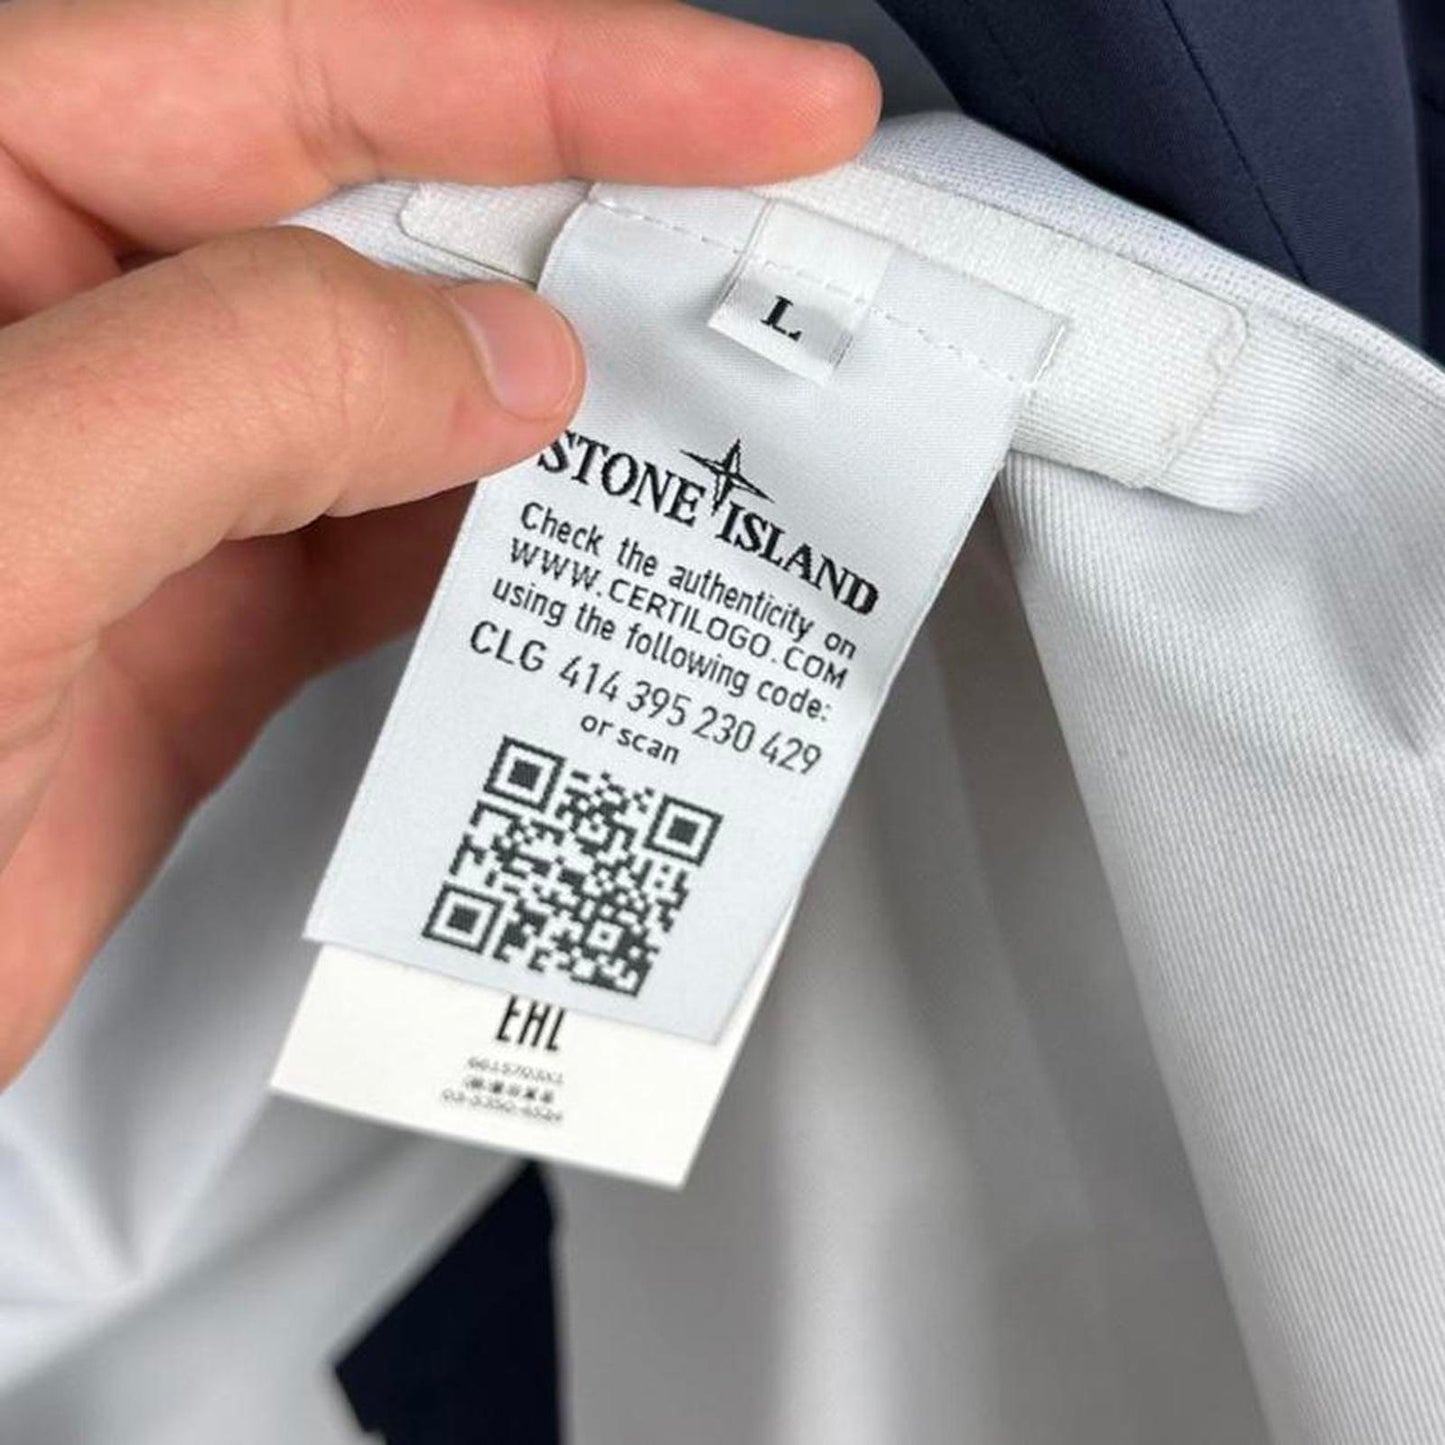 L
STONE ISLAND
Check the authenticity on
WWW.CERTILOGO.COM
using the following code:
CLG 414 395 230 429
or scan
EAC